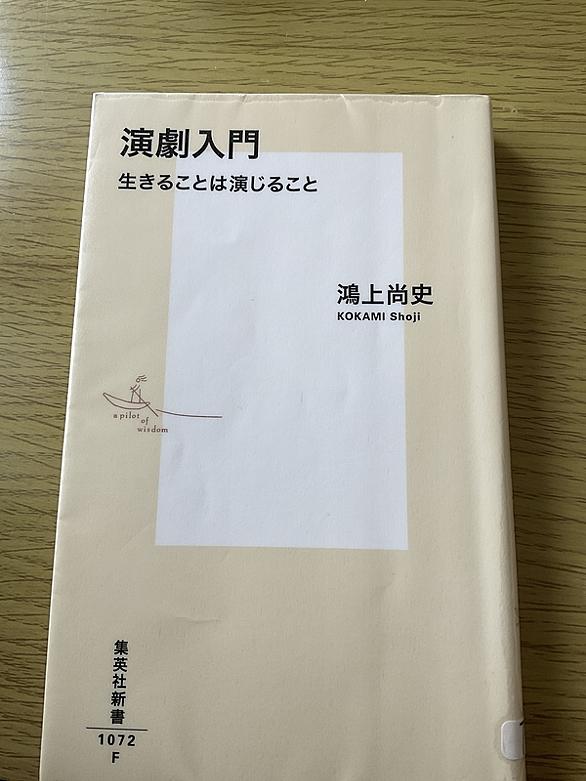 演劇入門
生きることは演じること
鴻上尚史
KOKAMI Shoji
a pilot
of
wisdom
集英社新書
1072
F